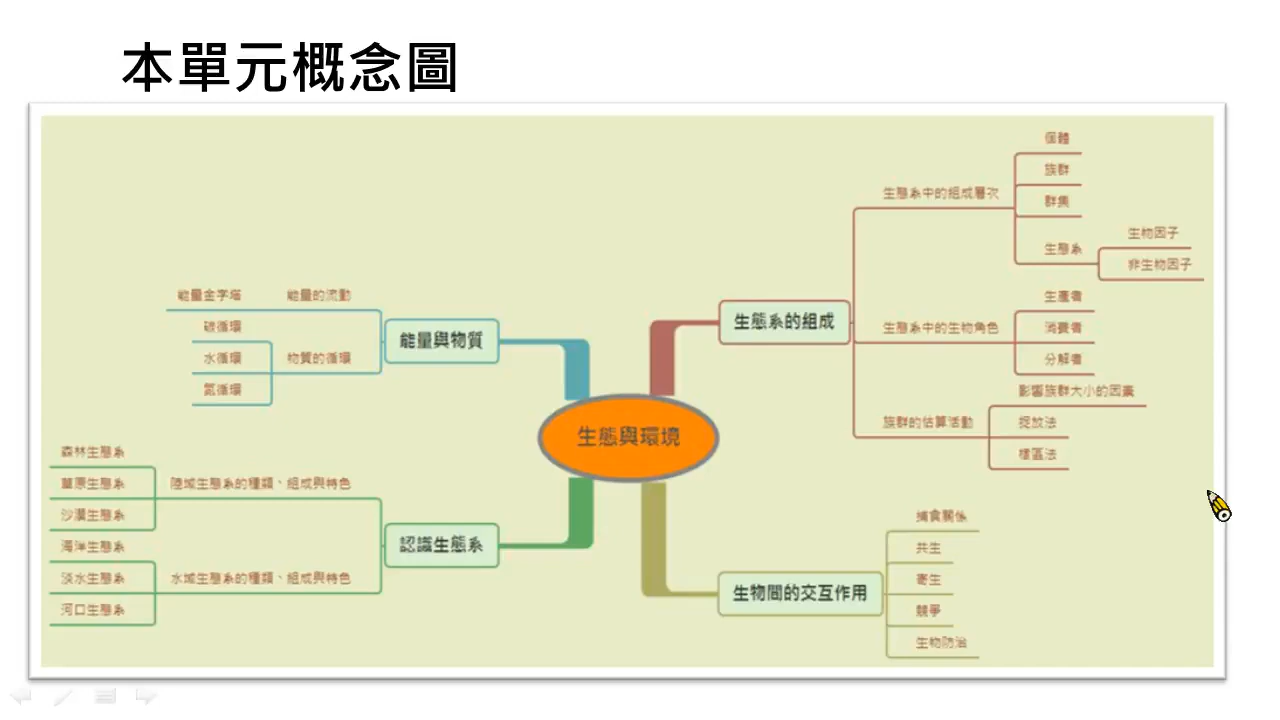 本單元概念圖
個體
族群
生態系中的組成層次
群集
生物因子
生態系
非生物因子
生產者
生態系的組成
生態系中的生物角色
消費者
分解者
影響族群大小的因素
族群的估算活動
捉放法
樣區法
能量金字塔
能量的流動
碳循環
能量與物質
水循環
物質的循環
氮循環
生態與環境
森林生態系
草原生態系
陸域生態系的種類、組成與特色
沙漠生態系
認識生態系
海洋生態系
淡水生態系
水域生態系的種類、組成與特色
河口生態系
捕食關係
共生
寄生
生物間的交互作用
競爭
生物防治